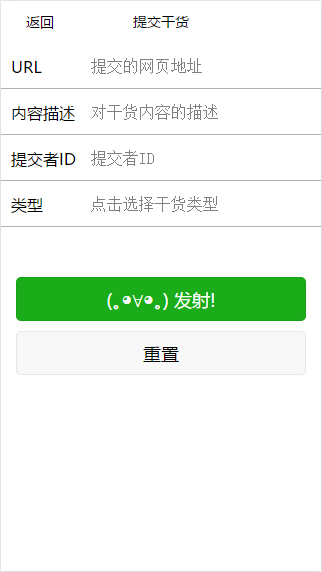 返回 提交干货
URL 提交的网页地址
内容描述 对干货内容的描述
提交者ID 提交者ID
类型 点击选择干货类型
(｡◕∀◕｡) 发射!
重置